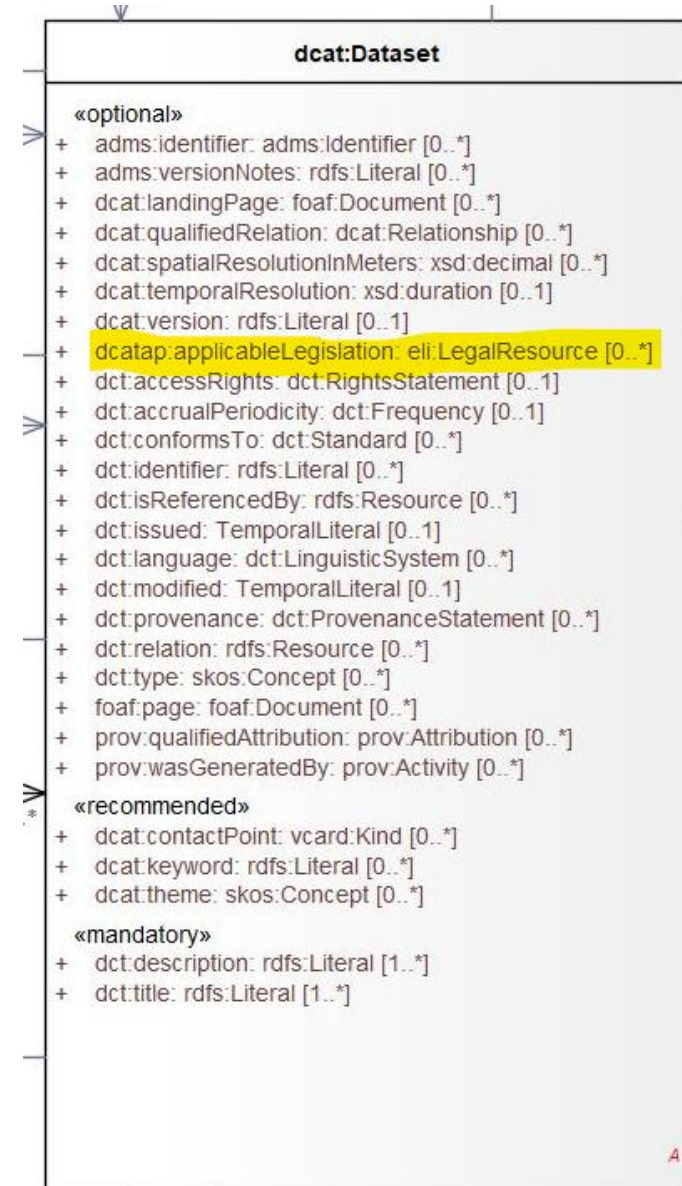 dcat:Dataset
«optional»
+ adms:identifier: adms:Identifier [0..*]
+ adms:versionNotes: rdfs:Literal [0..*]
+ dcat:landingPage: foaf:Document [0..*]
+ dcat:qualifiedRelation: dcat:Relationship [0..*]
+ dcat:spatialResolutionInMeters: xsd:decimal [0..*]
+ dcat:temporalResolution: xsd:duration [0..1]
+ dcat:version: rdfs:Literal [0..1]
+ dcatap:applicableLegislation: eli:LegalResource [0..*]
+ dct:accessRights: dct:RightsStatement [0..1]
+ dct:accrualPeriodicity: dct:Frequency [0..1]
+ dct:conformsTo: dct:Standard [0..*]
+ dct:identifier: rdfs:Literal [0..*]
+ dct:isReferencedBy: rdfs:Resource [0..*]
+ dct:issued: TemporalLiteral [0..1]
+ dct:language: dct:LinguisticSystem [0..*]
+ dct:modified: TemporalLiteral [0..1]
+ dct:provenance: dct:ProvenanceStatement [0..*]
+ dct:relation: rdfs:Resource [0..*]
+ dct:type: skos:Concept [0..*]
+ foaf:page: foaf:Document [0..*]
+ prov:qualifiedAttribution: prov:Attribution [0..*]
+ prov:wasGeneratedBy: prov:Activity [0..*]
«recommended»
+ dcat:contactPoint: vcard:Kind [0..*]
+ dcat:keyword: rdfs:Literal [0..*]
+ dcat:theme: skos:Concept [0..*]
«mandatory»
+ dct:description: rdfs:Literal [1..*]
+ dct:title: rdfs:Literal [1..*]
A